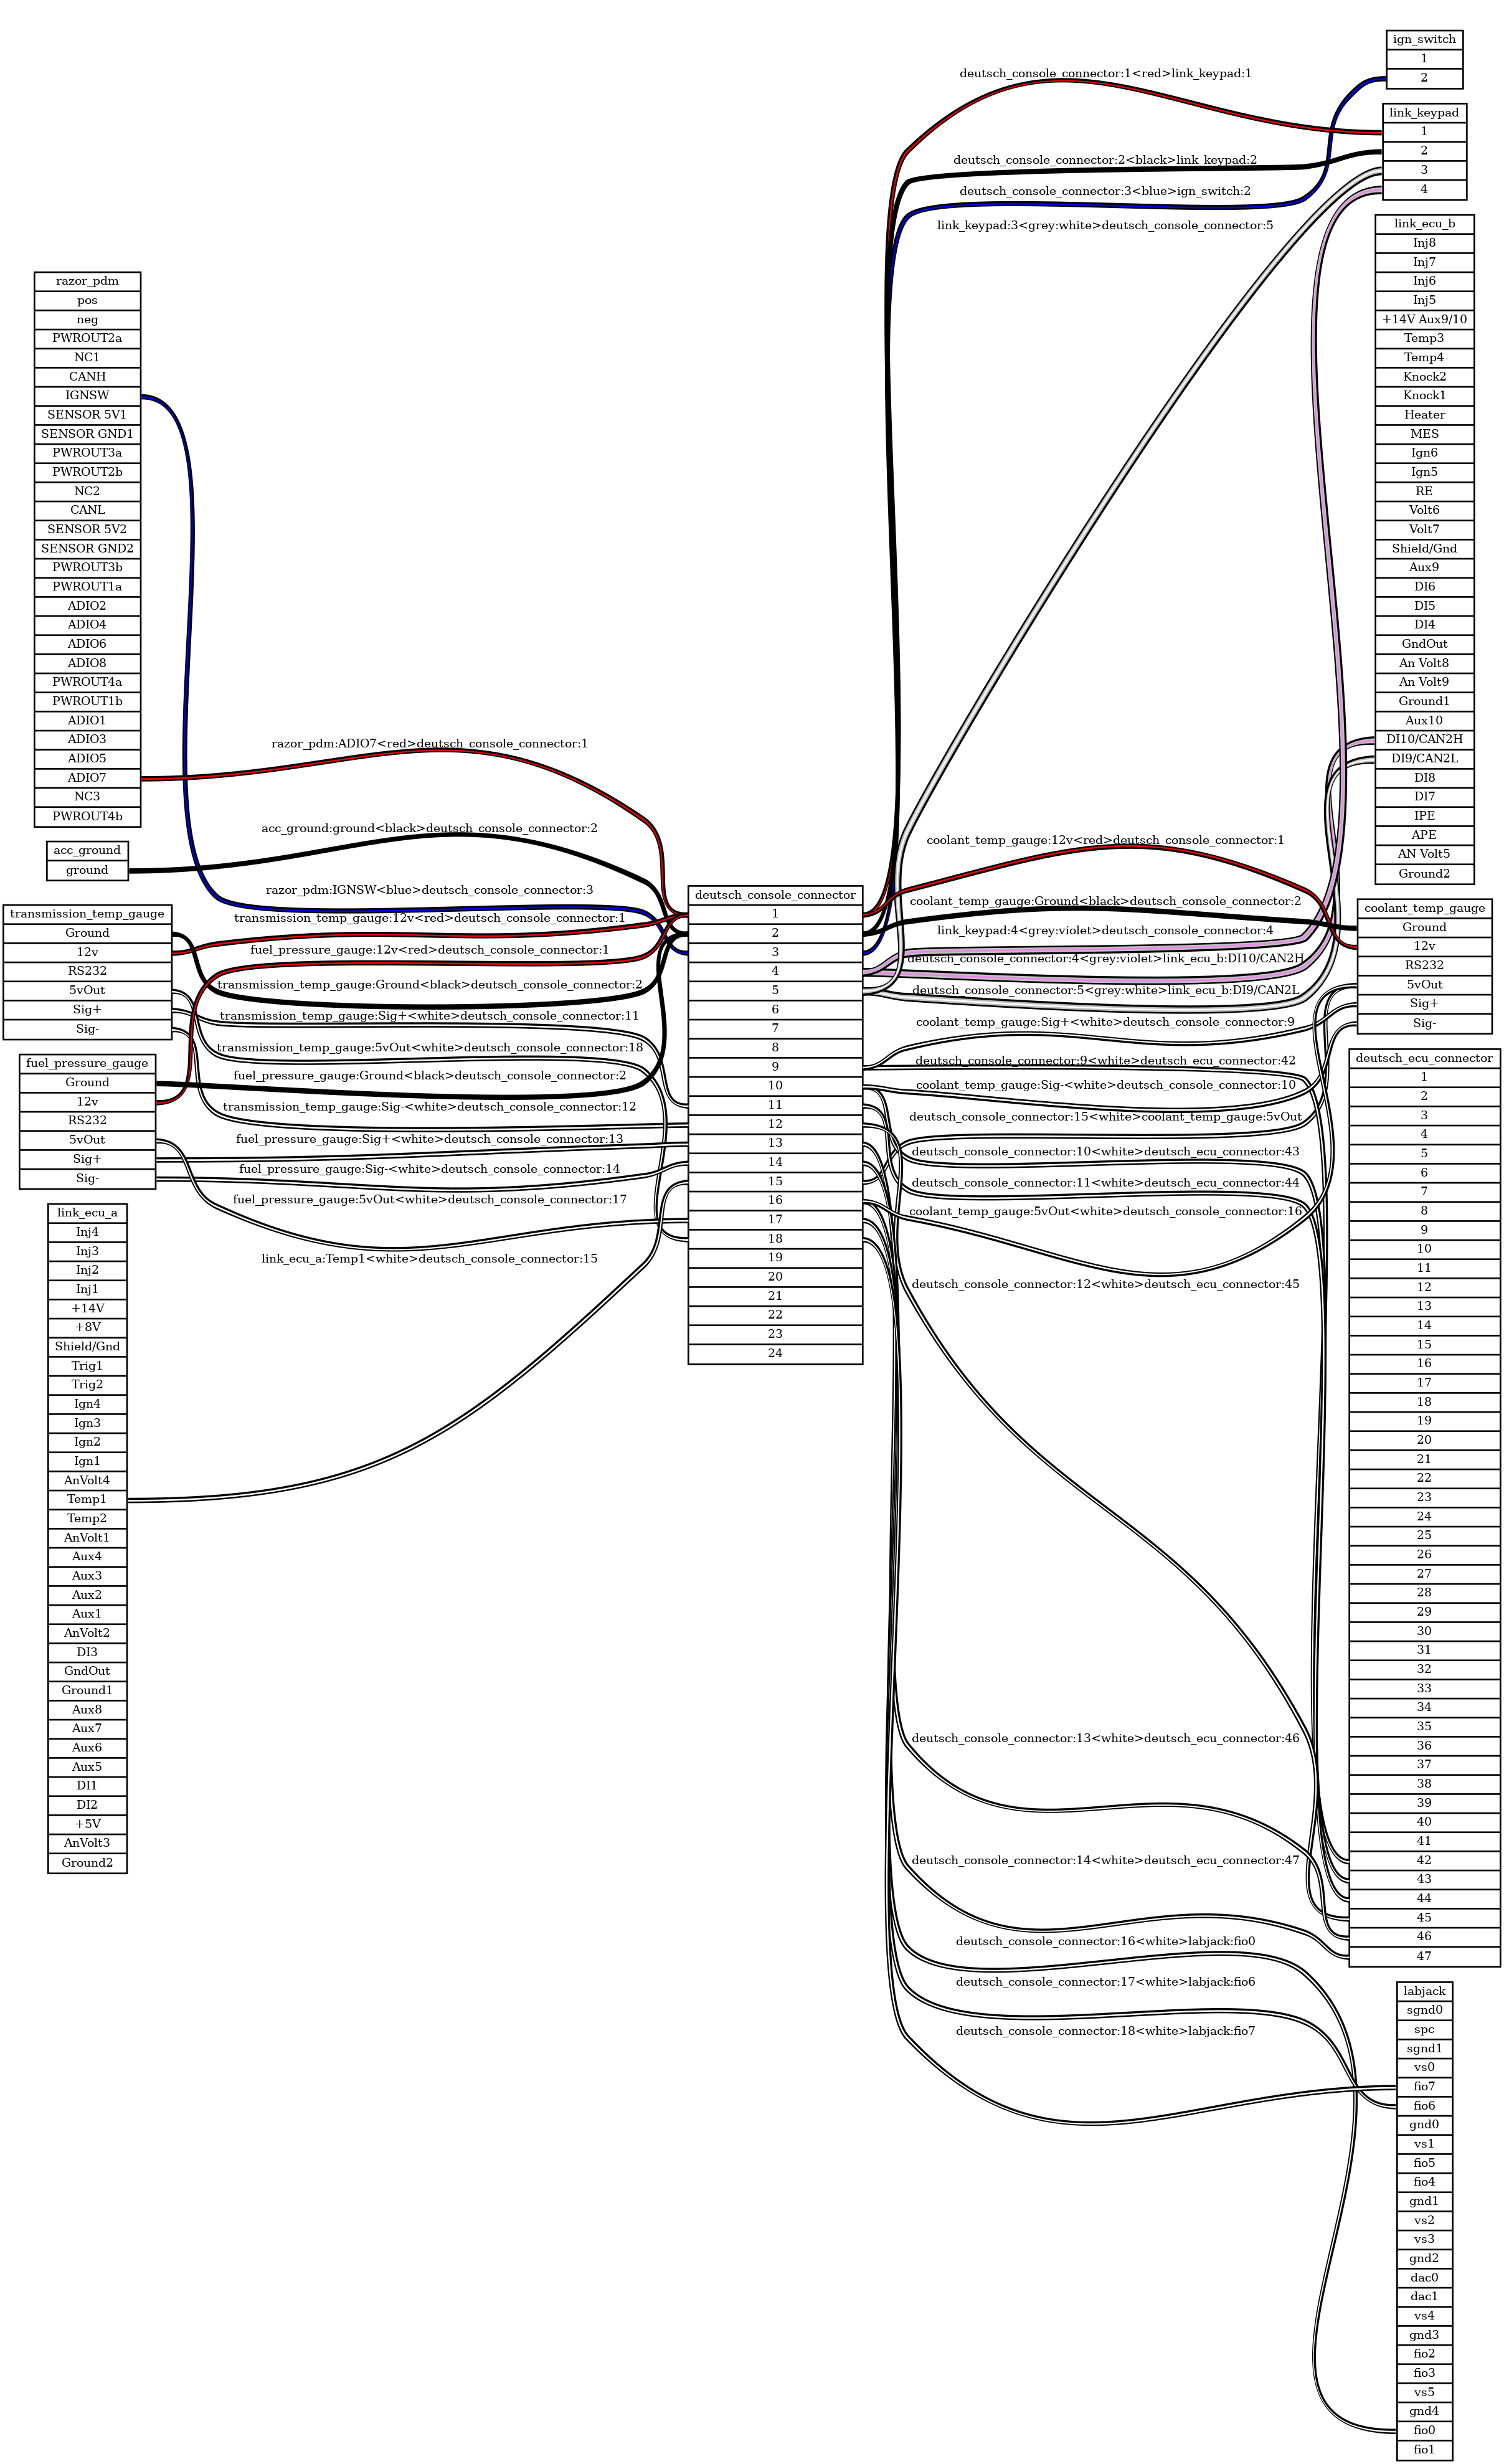 razor_pdm
pos
neg
PWROUT2a
NC1
CANH
IGNSW
SENSOR 5V1
SENSOR GND1
PWROUT3a
PWROUT2b
NC2
CANL
SENSOR 5V2
SENSOR GND2
PWROUT3b
PWROUT1a
ADIO2
ADIO4
ADIO6
ADIO8
PWROUT4a
PWROUT1b
ADIO1
ADIO3
ADIO5
ADIO7
NC3
PWROUT4b
acc_ground
ground
transmission_temp_gauge
Ground
12v
RS232
5vOut
Sig+
Sig-
fuel_pressure_gauge
Ground
12v
RS232
5vOut
Sig+
Sig-
link_ecu_a
Inj4
Inj3
Inj2
Inj1
+14V
+8V
Shield/Gnd
Trig1
Trig2
Ign4
Ign3
Ign2
Ign1
AnVolt4
Temp1
Temp2
AnVolt1
Aux4
Aux3
Aux2
Aux1
AnVolt2
DI3
GndOut
Ground1
Aux8
Aux7
Aux6
Aux5
DI1
DI2
+5V
AnVolt3
Ground2
razor_pdm:ADIO7<red>deutsch_console_connector:1
acc_ground:ground<black>deutsch_console_connector:2
razor_pdm:IGNSW<blue>deutsch_console_connector:3
transmission_temp_gauge:12v<red>deutsch_console_connector:1
fuel_pressure_gauge:12v<red>deutsch_console_connector:1
transmission_temp_gauge:Ground<black>deutsch_console_connector:2
transmission_temp_gauge:Sig+<white>deutsch_console_connector:11
transmission_temp_gauge:5vOut<white>deutsch_console_connector:18
fuel_pressure_gauge:Ground<black>deutsch_console_connector:2
transmission_temp_gauge:Sig-<white>deutsch_console_connector:12
fuel_pressure_gauge:Sig+<white>deutsch_console_connector:13
fuel_pressure_gauge:Sig-<white>deutsch_console_connector:14
fuel_pressure_gauge:5vOut<white>deutsch_console_connector:17
link_ecu_a:Temp1<white>deutsch_console_connector:15
deutsch_console_connector
1
2
3
4
5
6
7
8
9
10
11
12
13
14
15
16
17
18
19
20
21
22
23
24
deutsch_console_connector:1<red>link_keypad:1
deutsch_console_connector:2<black>link_keypad:2
deutsch_console_connector:3<blue>ign_switch:2
link_keypad:3<grey:white>deutsch_console_connector:5
coolant_temp_gauge:12v<red>deutsch_console_connector:1
coolant_temp_gauge:Ground<black>deutsch_console_connector:2
link_keypad:4<grey:violet>deutsch_console_connector:4
deutsch_console_connector:4<grey:violet>link_ecu_b:DI10/CAN2H
deutsch_console_connector:5<grey:white>link_ecu_b:DI9/CAN2L
coolant_temp_gauge:Sig+<white>deutsch_console_connector:9
deutsch_console_connector:9<white>deutsch_ecu_connector:42
coolant_temp_gauge:Sig-<white>deutsch_console_connector:10
deutsch_console_connector:15<white>coolant_temp_gauge:5vOut
deutsch_console_connector:10<white>deutsch_ecu_connector:43
deutsch_console_connector:11<white>deutsch_ecu_connector:44
coolant_temp_gauge:5vOut<white>deutsch_console_connector:16
deutsch_console_connector:12<white>deutsch_ecu_connector:45
deutsch_console_connector:13<white>deutsch_ecu_connector:46
deutsch_console_connector:14<white>deutsch_ecu_connector:47
deutsch_console_connector:16<white>labjack:fio0
deutsch_console_connector:17<white>labjack:fio6
deutsch_console_connector:18<white>labjack:fio7
ign_switch
1
2
link_keypad
1
2
3
4
link_ecu_b
Inj8
Inj7
Inj6
Inj5
+14V Aux9/10
Temp3
Temp4
Knock2
Knock1
Heater
MES
Ign6
Ign5
RE
Volt6
Volt7
Shield/Gnd
Aux9
DI6
DI5
DI4
GndOut
An Volt8
An Volt9
Ground1
Aux10
DI10/CAN2H
DI9/CAN2L
DI8
DI7
IPE
APE
AN Volt5
Ground2
coolant_temp_gauge
Ground
12v
RS232
5vOut
Sig+
Sig-
deutsch_ecu_connector
1
2
3
4
5
6
7
8
9
10
11
12
13
14
15
16
17
18
19
20
21
22
23
24
25
26
27
28
29
30
31
32
33
34
35
36
37
38
39
40
41
42
43
44
45
46
47
labjack
sgnd0
spc
sgnd1
vs0
fio7
fio6
gnd0
vs1
fio5
fio4
gnd1
vs2
vs3
gnd2
dac0
dac1
vs4
gnd3
fio2
fio3
vs5
gnd4
fio0
fio1